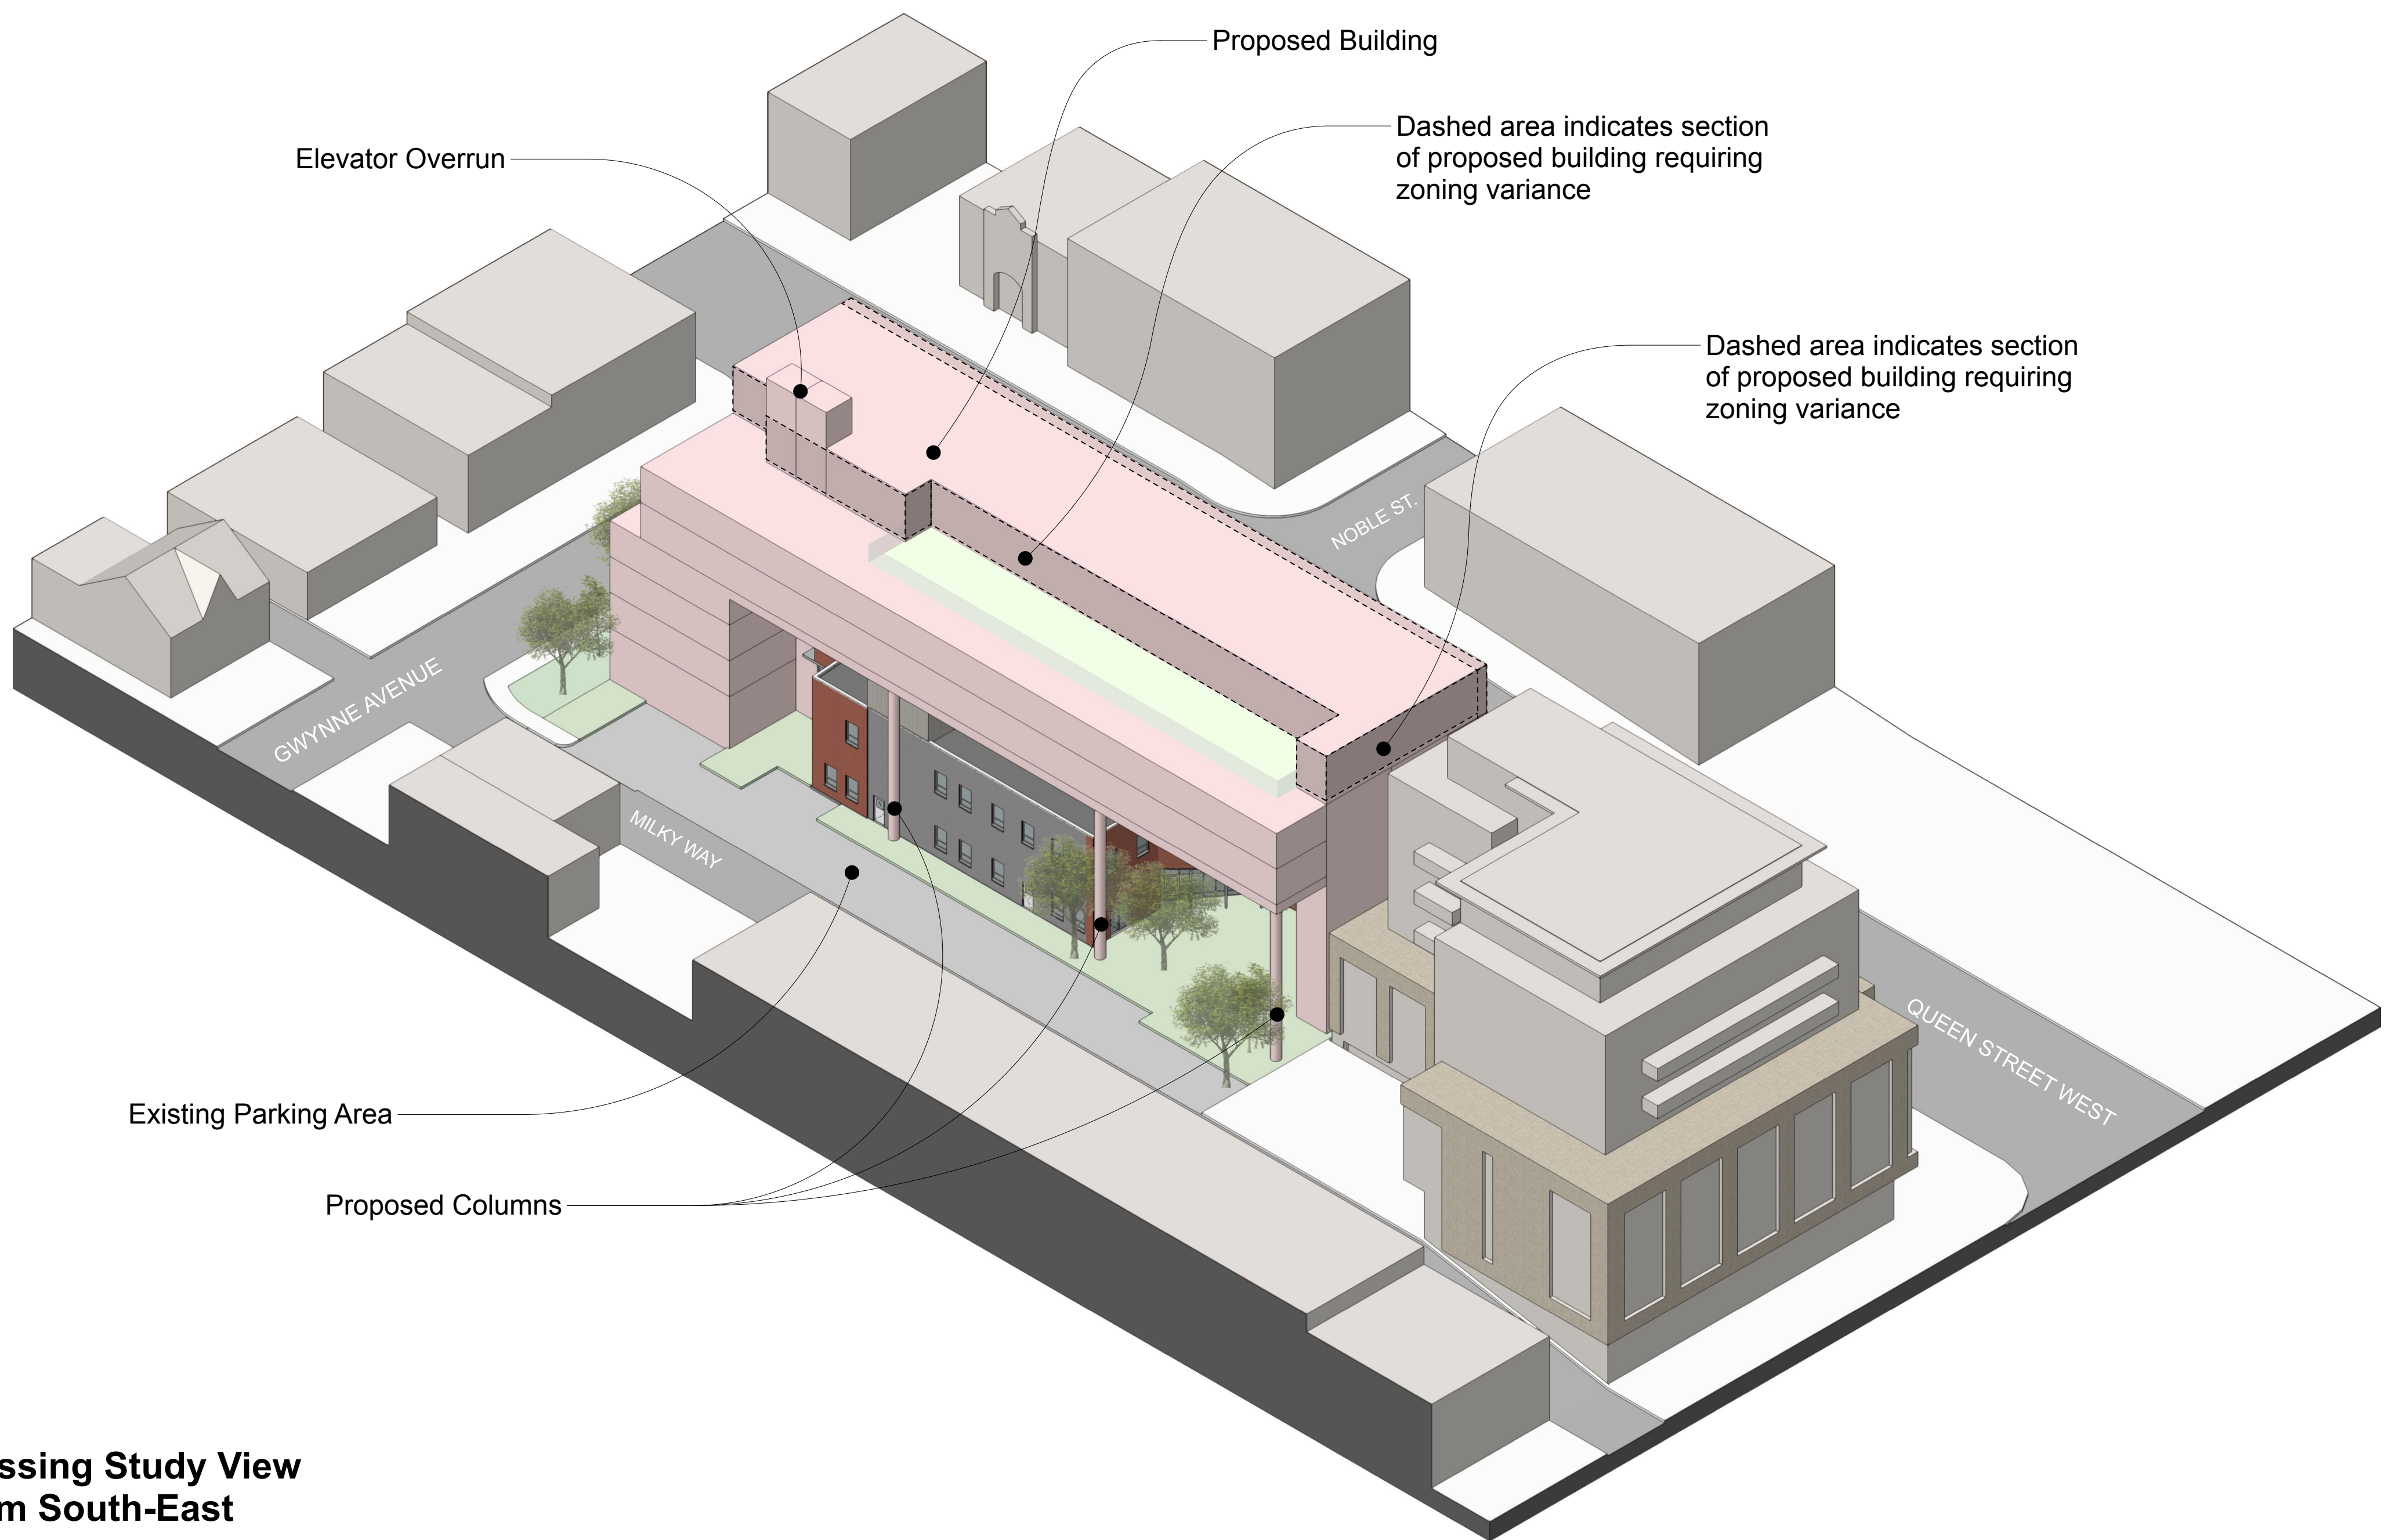 Proposed Building
Dashed area indicates section
of proposed building requiring
zoning variance
Elevator Overrun
Dashed area indicates section
of proposed building requiring
zoning variance
NOBLE ST.
GWYNNE AVENUE
MILKY WAY
QUEEN STREET WEST
Existing Parking Area
Proposed Columns
ssing Study View
m South-East